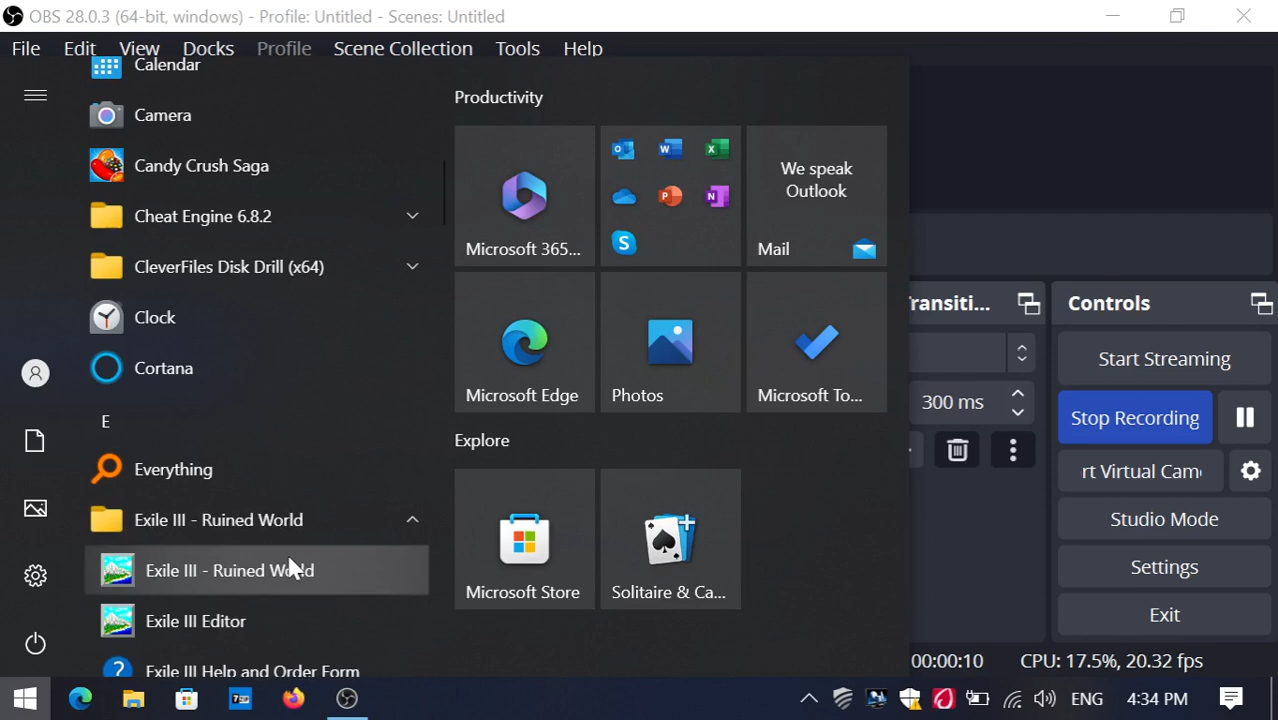 OBS 28.0.3 (64-bit, windows) - Profile: Untitled - Scenes: Untitled
File Edit View Docks Profile Scene Collection Tools Help
Calendar
Camera
Candy Crush Saga
Cheat Engine 6.8.2
CleverFiles Disk Drill (x64)
Clock
Cortana
E
Everything
Exile III - Ruined World
Exile III - Ruined World
Exile III Editor
Exile III Help and Order Form
Productivity
Microsoft 365...
We speak
Outlook
Mail
Microsoft Edge
Photos
Microsoft To...
Explore
Microsoft Store
Solitaire & Ca...
ransiti...
300 ms
Controls
Start Streaming
Stop Recording
rt Virtual Cam
Studio Mode
Settings
Exit
00:00:10
CPU: 17.5%, 20.32 fps
ENG
4:34 PM